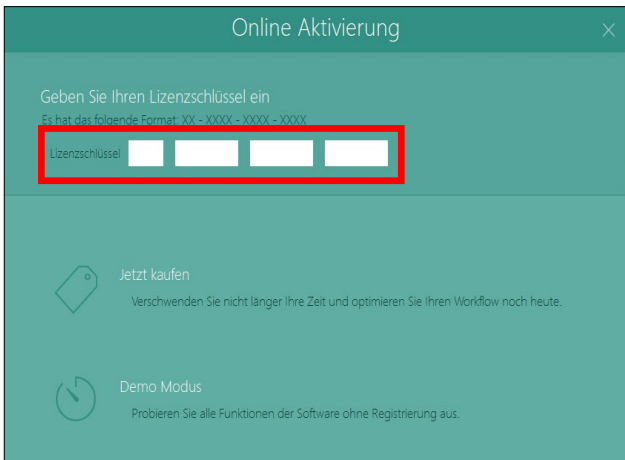 Online Aktivierung
Geben Sie Ihren Lizenzschlüssel ein
Es hat das folgende Format: XX - XXXX - XXXX - XXXX
Lizenzschlüssel
Jetzt kaufen
Verschwenden Sie nicht länger Ihre Zeit und optimieren Sie Ihren Workflow noch heute.
Demo Modus
Probieren Sie alle Funktionen der Software ohne Registrierung aus.